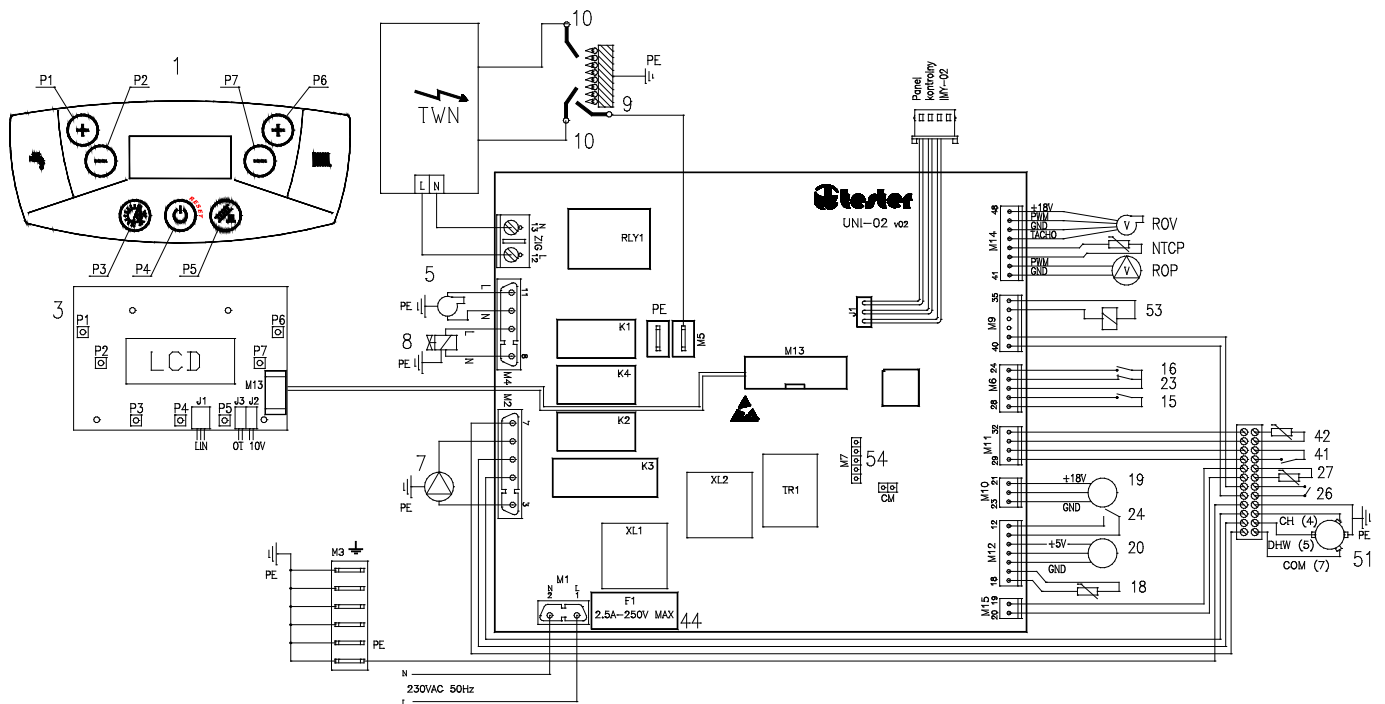 1
P1
P2
P7
P6
RESET
P3
P4
P5
3
P1
P2
P3
P4
P5
P6
P7
LCD
M13
J1
J3
J2
LIN
OT
10V
TWN
L N
10
10
9
PE
Panel
kontrolny
IMY-02
tester
UNI-02 v02
RLY1
N
13
ZIG
12
L
5
PE
L
N
11
8
L
N
PE
8
M4
M2
7
7
PE
3
K1
K4
K2
K3
PE
M5
M13
J1
XL2
XL1
TR1
M7
54
CM
M1
N
2
L
1
F1
2.5A-250V MAX
44
M3
PE
PE
N
230VAC 50Hz
L
48
M14
41
+18V
PWM
GND
TACHO
PWM
GND
V
ROV
NTCP
V
ROP
35
M9
40
53
24
M6
28
16
23
15
32
M11
29
42
41
27
26
21
M10
23
+18V
GND
19
24
12
M12
18
+5V
GND
20
18
M15
19
20
CH (4)
DHW (5)
COM (7)
PE
51